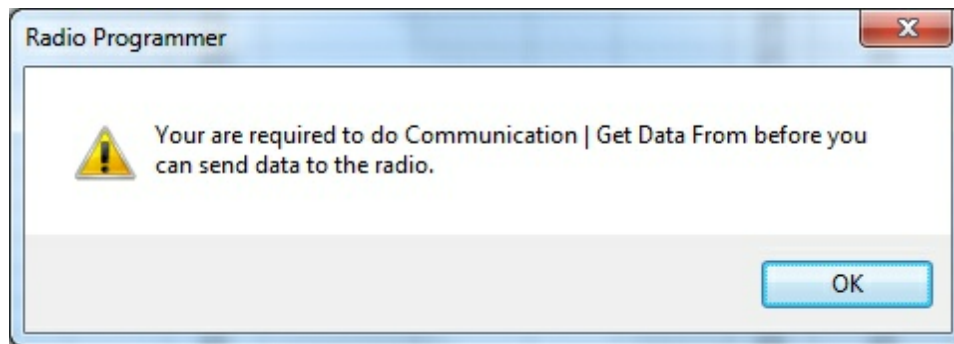 Radio Programmer
Your are required to do Communication | Get Data From before you
can send data to the radio.
OK